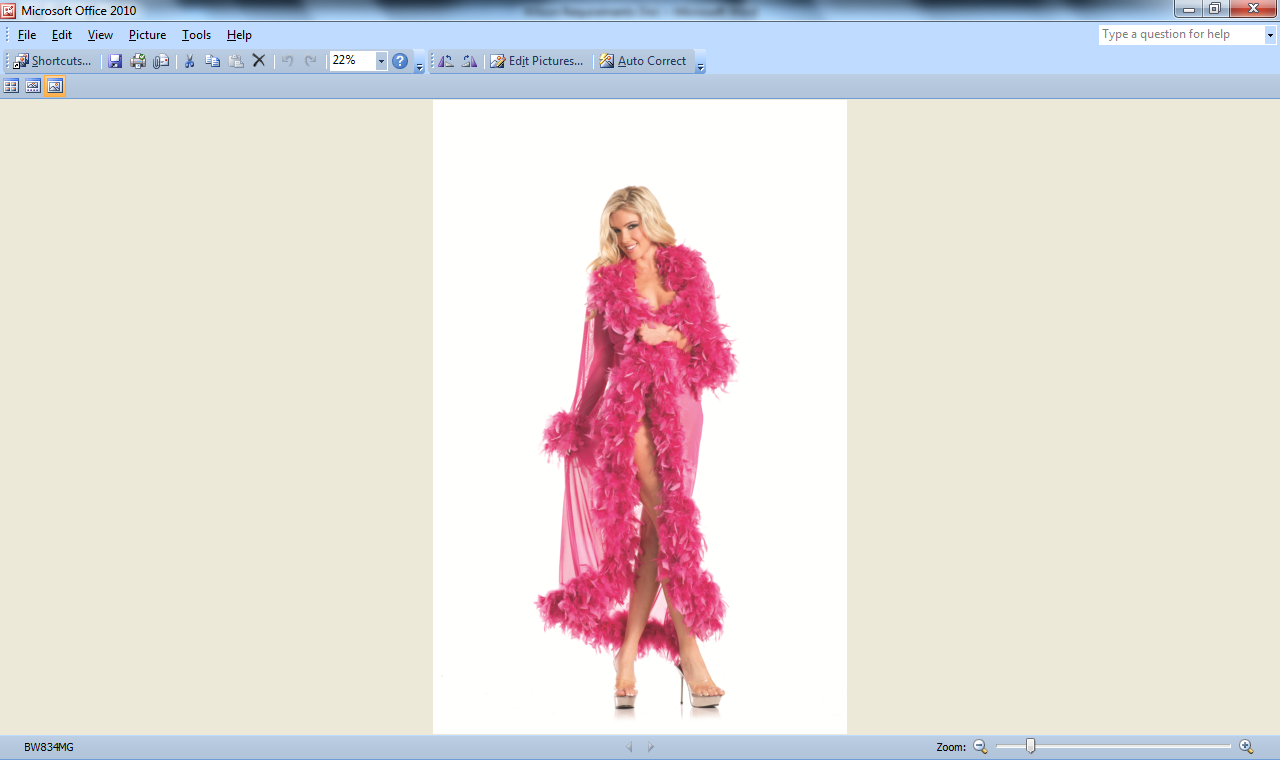 Microsoft Office 2010
File Edit View Picture Tools Help
Type a question for help
Shortcuts... 22% Edit Pictures... Auto Correct
BW834MG
Zoom: